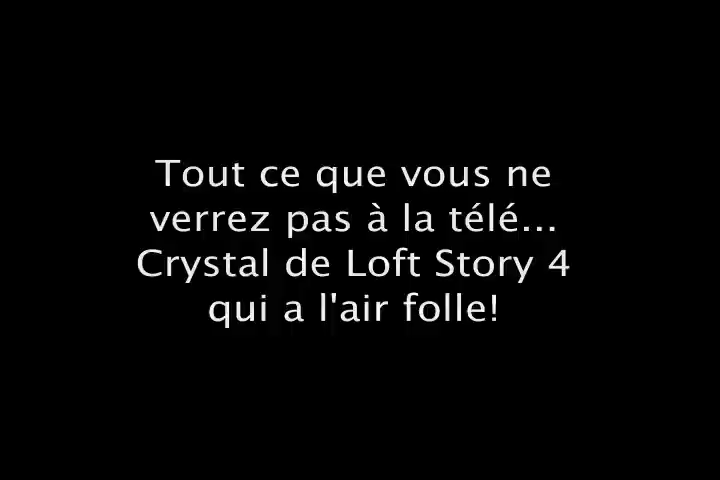 Tout ce que vous ne
verrez pas à la télé...
Crystal de Loft Story 4
qui a l'air folle!